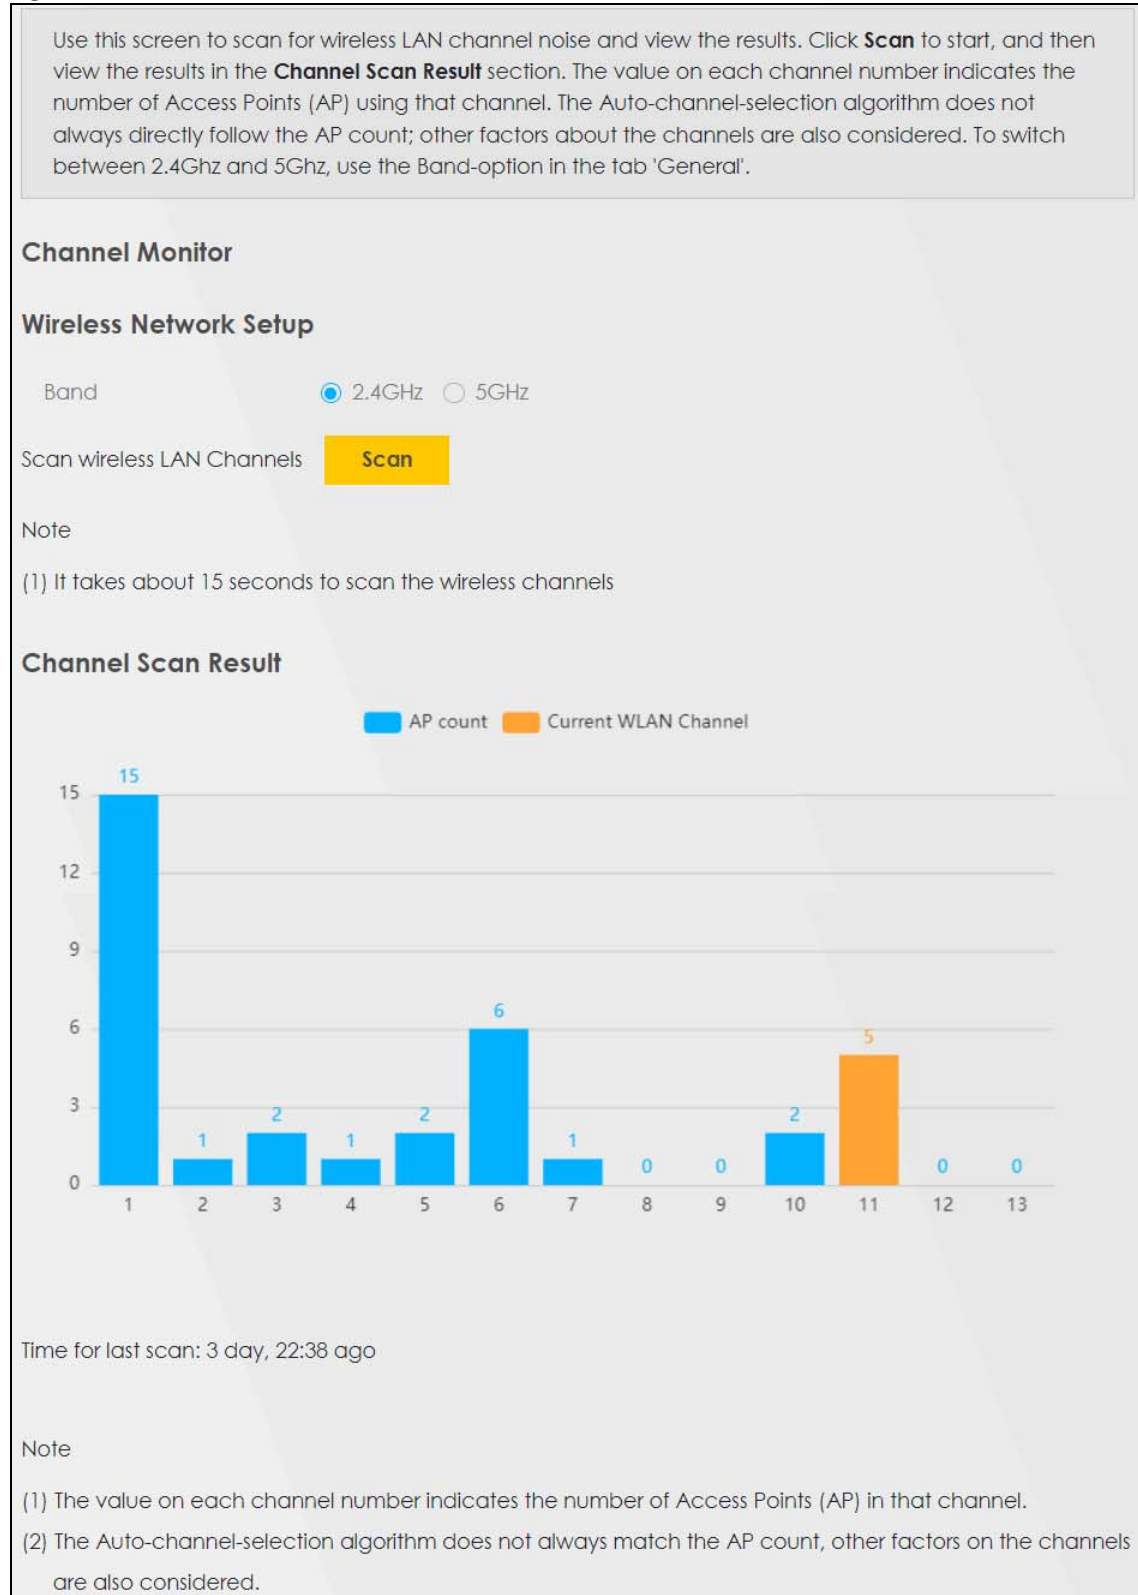 Use this screen to scan for wireless LAN channel noise and view the results. Click Scan to start, and then
view the results in the Channel Scan Result section. The value on each channel number indicates the
number of Access Points (AP) using that channel. The Auto-channel-selection algorithm does not
always directly follow the AP count; other factors about the channels are also considered. To switch
between 2.4Ghz and 5Ghz, use the Band-option in the tab 'General'.
Channel Monitor
Wireless Network Setup
Band 2.4GHz 5GHz
Scan wireless LAN Channels Scan
Note
(1) It takes about 15 seconds to scan the wireless channels
Channel Scan Result
AP count Current WLAN Channel
15
15
12
9
6
6
5
3
2 2 2
1 1 1
0 0 0 0
0
1 2 3 4 5 6 7 8 9 10 11 12 13
Time for last scan: 3 day, 22:38 ago
Note
(1) The value on each channel number indicates the number of Access Points (AP) in that channel.
(2) The Auto-channel-selection algorithm does not always match the AP count, other factors on the channels
are also considered.